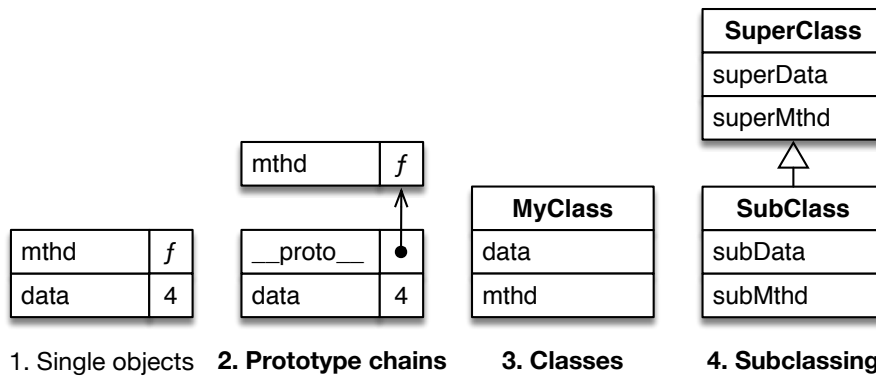 mthd ƒ
data 4
1. Single objects
mthd ƒ
__proto__
data 4
2. Prototype chains
MyClass
data
mthd
3. Classes
SuperClass
superData
superMthd
SubClass
subData
subMthd
4. Subclassing